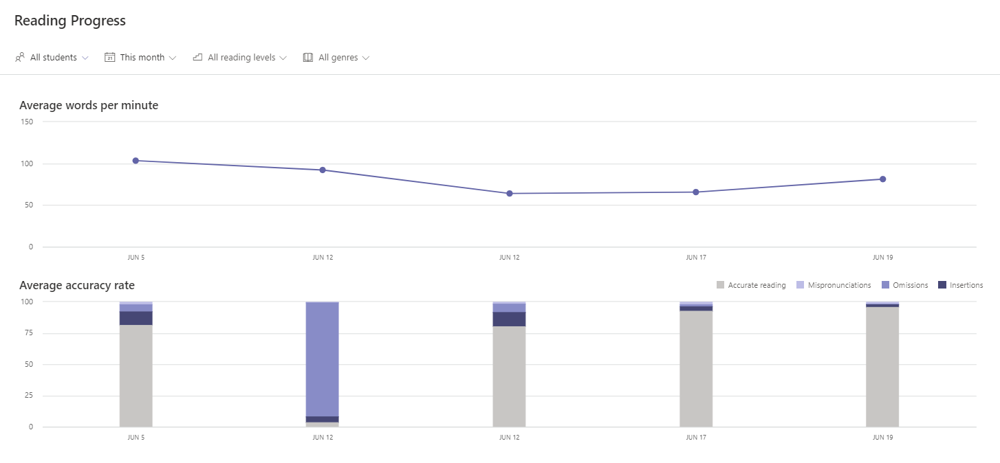 Reading Progress
All students 21 This month All reading levels All genres
Average words per minute
150
100
50
0
JUN 5 JUN 12 JUN 12 JUN 17 JUN 19
Average accuracy rate Accurate reading Mispronunciations Omissions Insertions
100
75
50
25
0
JUN 5 JUN 12 JUN 12 JUN 17 JUN 19